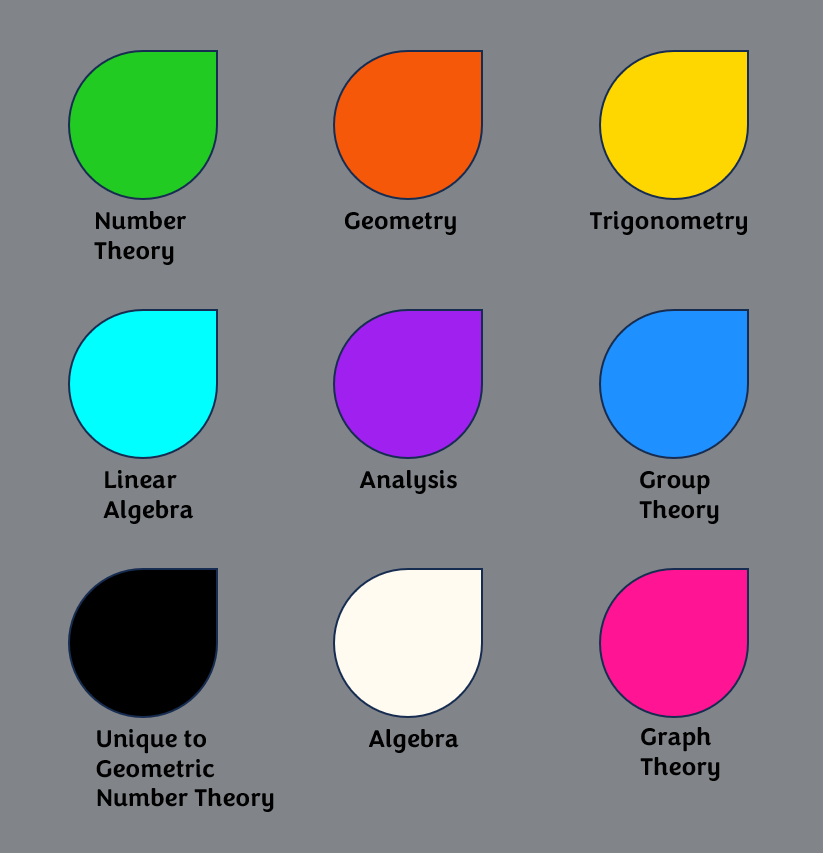 Number
Theory
Geometry
Trigonometry
Linear
Algebra
Analysis
Group
Theory
Unique to
Geometric
Number Theory
Algebra
Graph
Theory